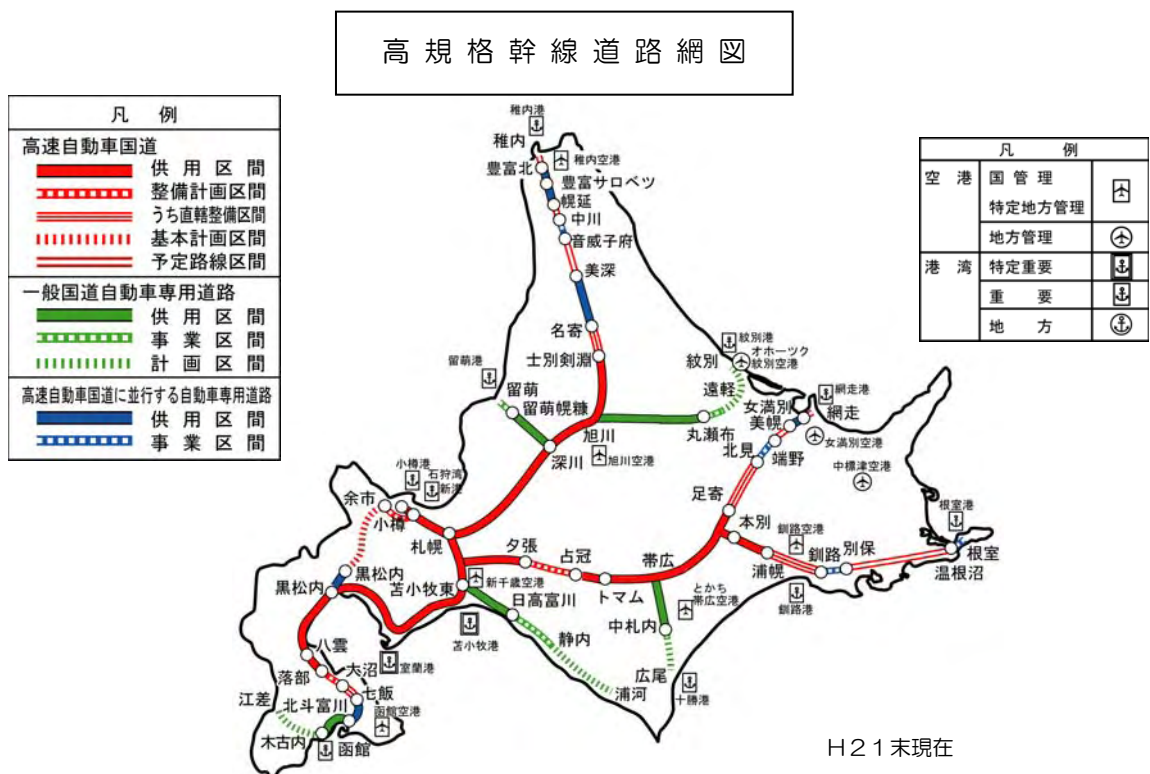 高規格幹線道路網図
凡例
高速自動車国道
供用区間
整備計画区間
うち直轄整備区間
基本計画区間
予定路線区間
一般国道自動車専用道路
供用区間
事業区間
計画区間
高速自動車国道に並行する自動車専用道路
供用区間
事業区間
凡例
空港
国管理
特定地方管理
地方管理
港湾
特定重要
重要
地方
稚内港
稚内
稚内空港
豊富北
豊富サロベツ
幌延
中川
音威子府
美深
名寄
士別剣淵
紋別港
オホーツク
紋別空港
紋別
遠軽
留萌港
留萌
留萌幌糠
旭川
旭川空港
深川
丸瀬布
網走港
網走
女満別
美幌
女満別空港
北見
端野
中標津空港
足寄
本別
釧路空港
浦幌
釧路
別保
釧路港
根室港
根室
温根沼
小樽港
石狩湾
新港
余市
小樽
札幌
夕張
占冠
トマム
帯広
とかち
帯広空港
中札内
広尾
十勝港
新千歳空港
苫小牧東
日高富川
静内
浦河
苫小牧港
室蘭港
黒松内
黒松内
八雲
落部
大沼
七飯
函館空港
江差
北斗富川
木古内
函館
H21末現在